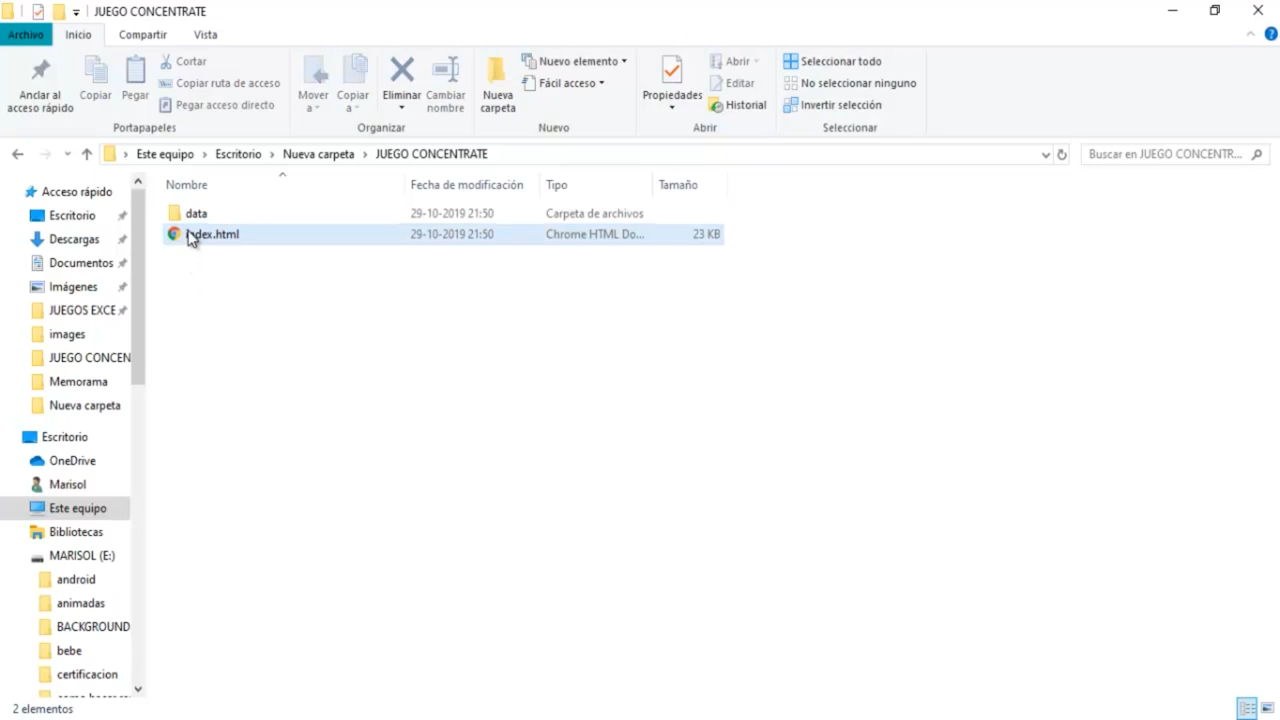 JUEGO CONCENTRATE
Archivo Inicio Compartir Vista
Anclar al acceso rápido
Copiar
Pegar
Cortar
Copiar ruta de acceso
Pegar acceso directo
Portapapeles
Mover a
Copiar a
Eliminar
Cambiar nombre
Organizar
Nueva carpeta
Nuevo elemento
Fácil acceso
Nuevo
Propiedades
Abrir
Editar
Historial
Abrir
Seleccionar todo
No seleccionar ninguno
Invertir selección
Seleccionar
Este equipo > Escritorio > Nueva carpeta > JUEGO CONCENTRATE
Buscar en JUEGO CONCENTR...
Nombre Fecha de modificación Tipo Tamaño
data 29-10-2019 21:50 Carpeta de archivos
index.html 29-10-2019 21:50 Chrome HTML Do... 23 KB
Acceso rápido
Escritorio
Descargas
Documentos
Imágenes
JUEGOS EXCE
images
JUEGO CONCEN
Memorama
Nueva carpeta
Escritorio
OneDrive
Marisol
Este equipo
Bibliotecas
MARISOL (E:)
android
animadas
BACKGROUND
bebe
certificacion
2 elementos